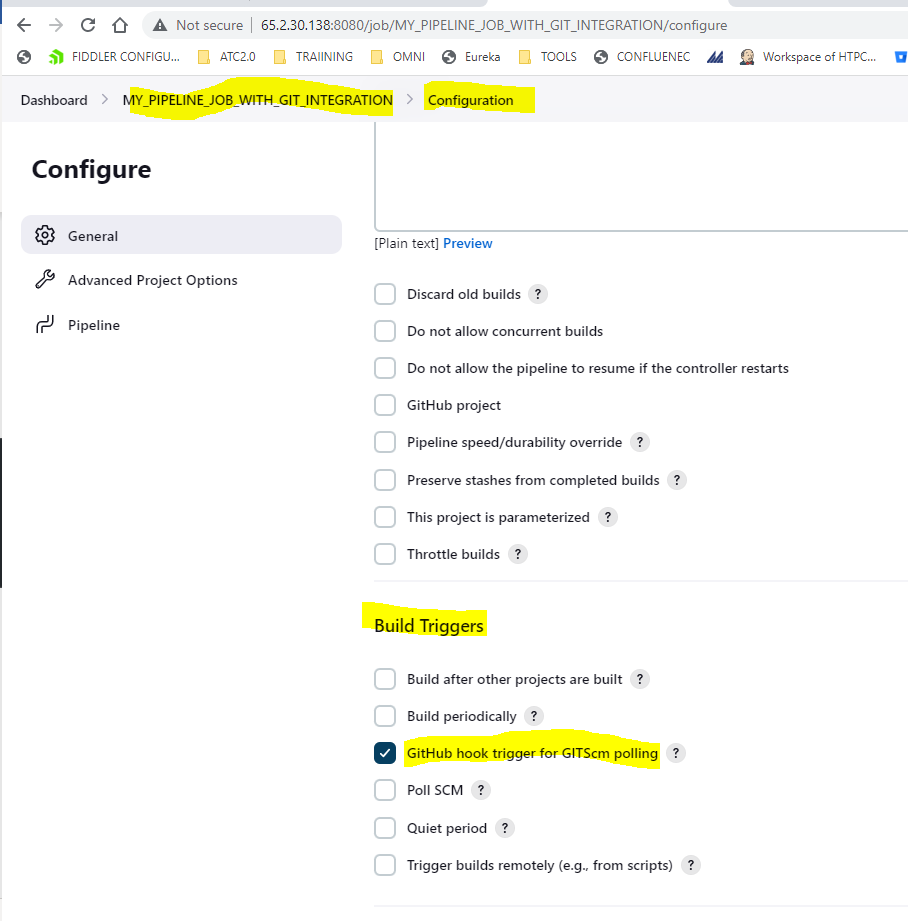 Not secure | 65.2.30.138:8080/job/MY_PIPELINE_JOB_WITH_GIT_INTEGRATION/configure
FIDDLER CONFIGU... ATC2.0 TRAIINING OMNI Eureka TOOLS CONFLUENEC Workspace of HTPC...
Dashboard > MY_PIPELINE_JOB_WITH_GIT_INTEGRATION > Configuration
Configure
General
Advanced Project Options
Pipeline
[Plain text] Preview
Discard old builds ?
Do not allow concurrent builds
Do not allow the pipeline to resume if the controller restarts
GitHub project
Pipeline speed/durability override ?
Preserve stashes from completed builds ?
This project is parameterized ?
Throttle builds ?
Build Triggers
Build after other projects are built ?
Build periodically ?
GitHub hook trigger for GITScm polling ?
Poll SCM ?
Quiet period ?
Trigger builds remotely (e.g., from scripts) ?